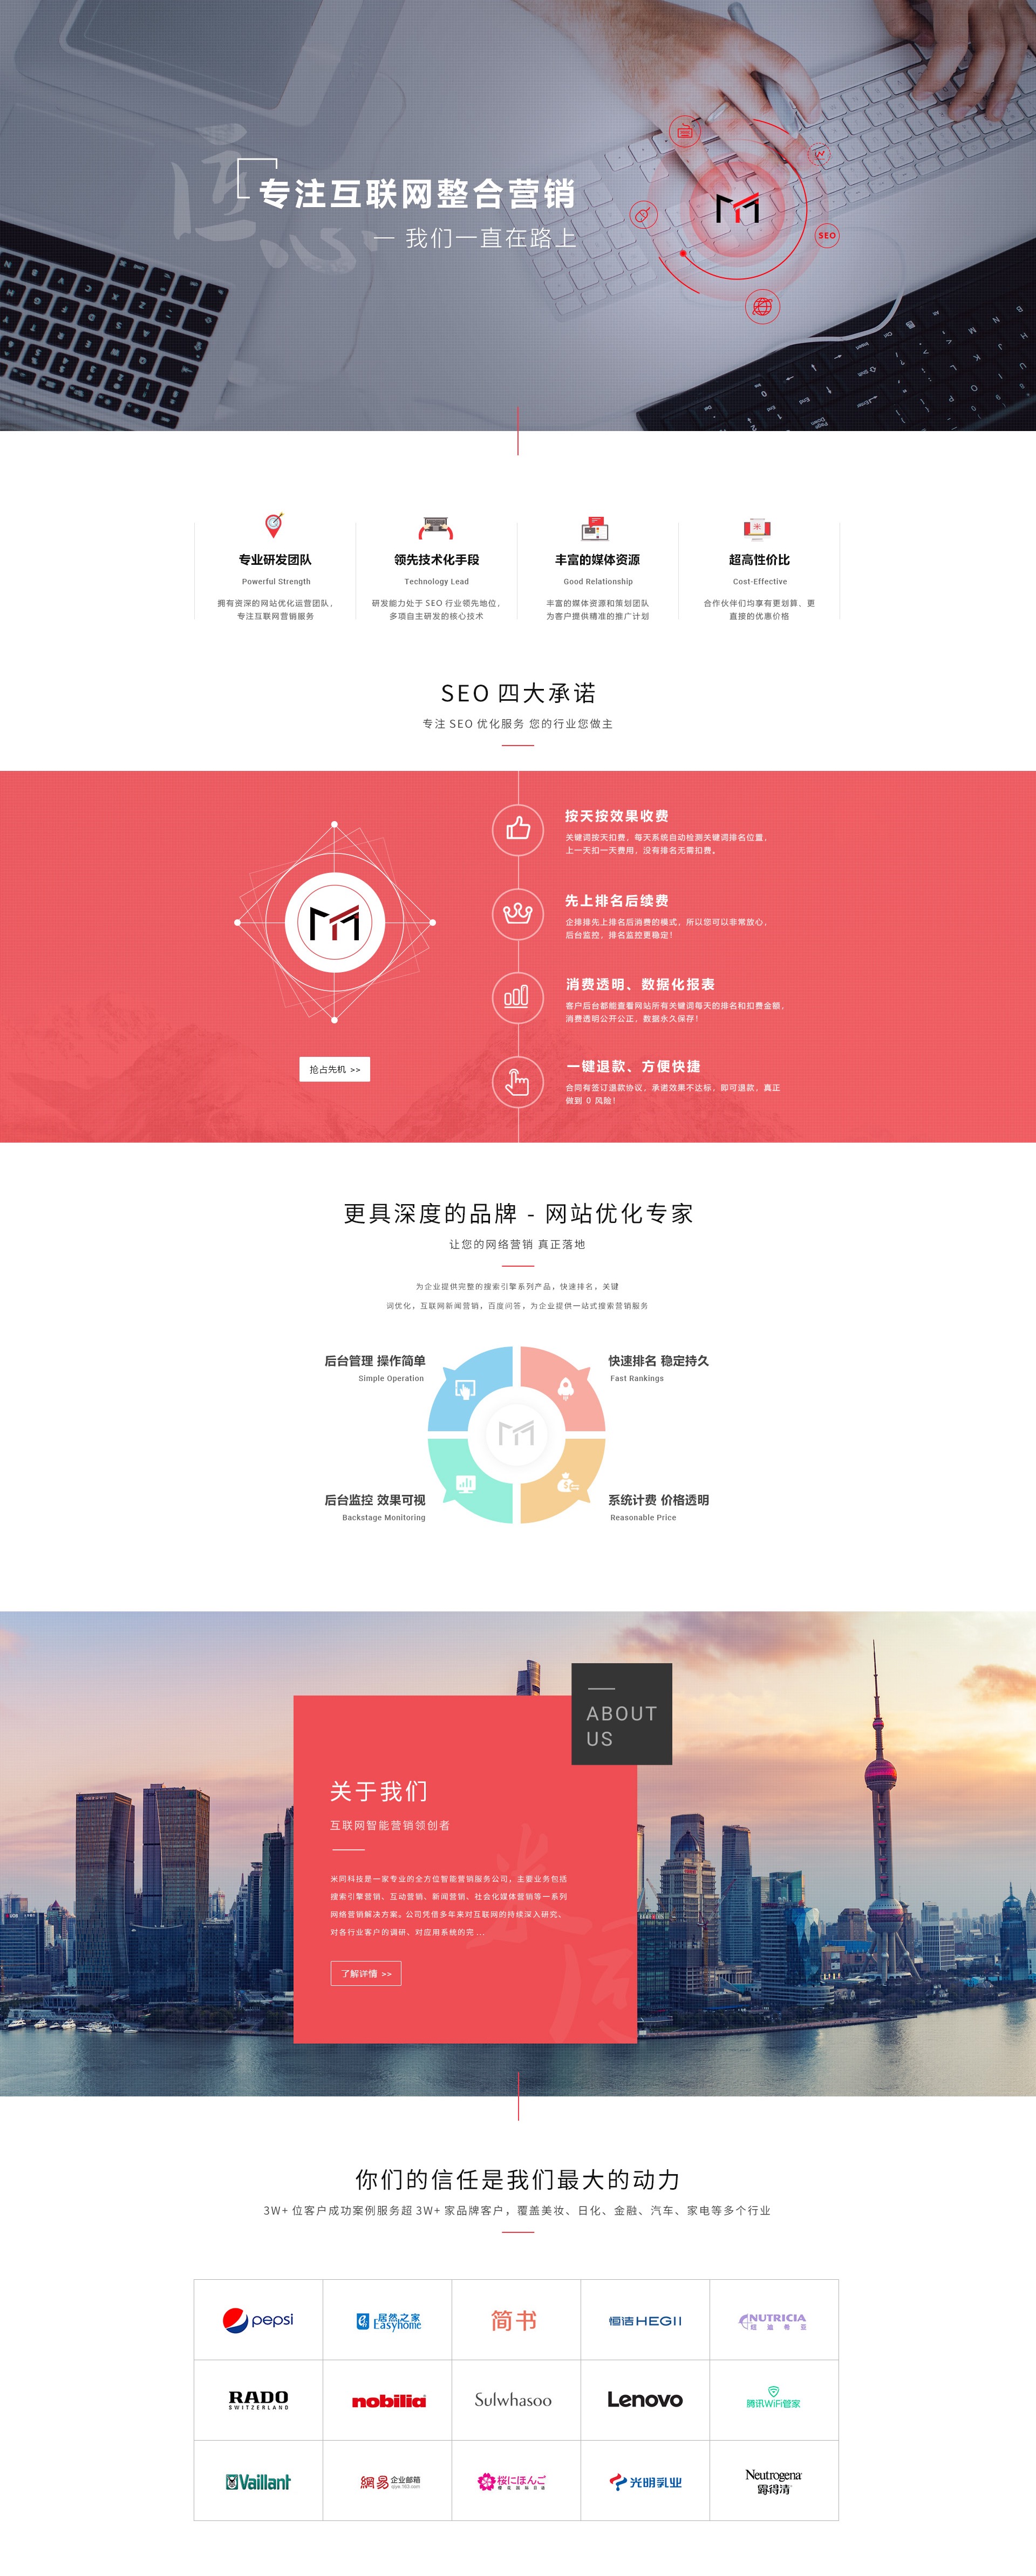 专注互联网整合营销
— 我们一直在路上
SEO
专业研发团队
Powerful Strength
拥有资深的网站优化运营团队，
专注互联网营销服务
领先技术化手段
Technology Lead
研发能力处于 SEO 行业领先地位，
多项自主研发的核心技术
丰富的媒体资源
Good Relationship
丰富的媒体资源和策划团队
为客户提供精准的推广计划
超高性价比
Cost-Effective
合作伙伴们均享有更划算、更
直接的优惠价格
SEO 四大承诺
专注 SEO 优化服务 您的行业您做主
按天按效果收费
关键词按天扣费，每天系统自动检测关键词排名位置，
上一天扣一天费用，没有排名无需扣费。
先上排名后续费
企排排先上排名后消费的模式，所以您可以非常放心，
后台监控，排名监控更稳定！
消费透明、数据化报表
客户后台都能查看网站所有关键词每天的排名和扣费金额，
消费透明公开公正，数据永久保存！
一键退款、方便快捷
合同有签订退款协议，承诺效果不达标，即可退款，真正
做到 0 风险！
抢占先机 >>
更具深度的品牌 - 网站优化专家
让您的网络营销 真正落地
为企业提供完整的搜索引擎系列产品，快速排名，关键
词优化，互联网新闻营销，百度问答，为企业提供一站式搜索营销服务
后台管理 操作简单
Simple Operation
快速排名 稳定持久
Fast Rankings
后台监控 效果可视
Backstage Monitoring
系统计费 价格透明
Reasonable Price
ABOUT
US
关于我们
互联网智能营销领创者
米同科技是一家专业的全方位智能营销服务公司，主要业务包括
搜索引擎营销、互动营销、新闻营销、社会化媒体营销等一系列
网络营销解决方案。公司凭借多年来对互联网的持续深入研究、
对各行业客户的调研、对应用系统的完 ...
了解详情 >>
你们的信任是我们最大的动力
3W+ 位客户成功案例服务超 3W+ 家品牌客户，覆盖美妆、日化、金融、汽车、家电等多个行业
pepsi
居然之家
Easyhome
简书
恒洁HEGII
NUTRICIA
纽迪希亚
RADO
SWITZERLAND
nobilia
Sulwhasoo
Lenovo
腾讯WiFi管家
Vaillant
網易 企业邮箱
qiye.163.com
桜にほんご
樱花国际日语
光明乳业
Neutrogena
露得清